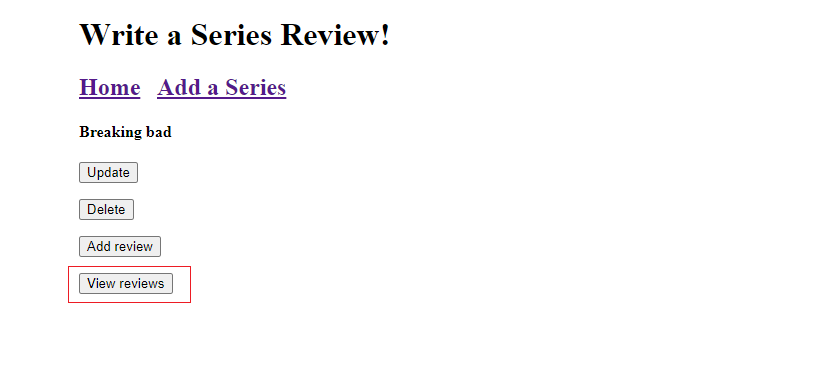 Write a Series Review!
Home Add a Series
Breaking bad
Update
Delete
Add review
View reviews